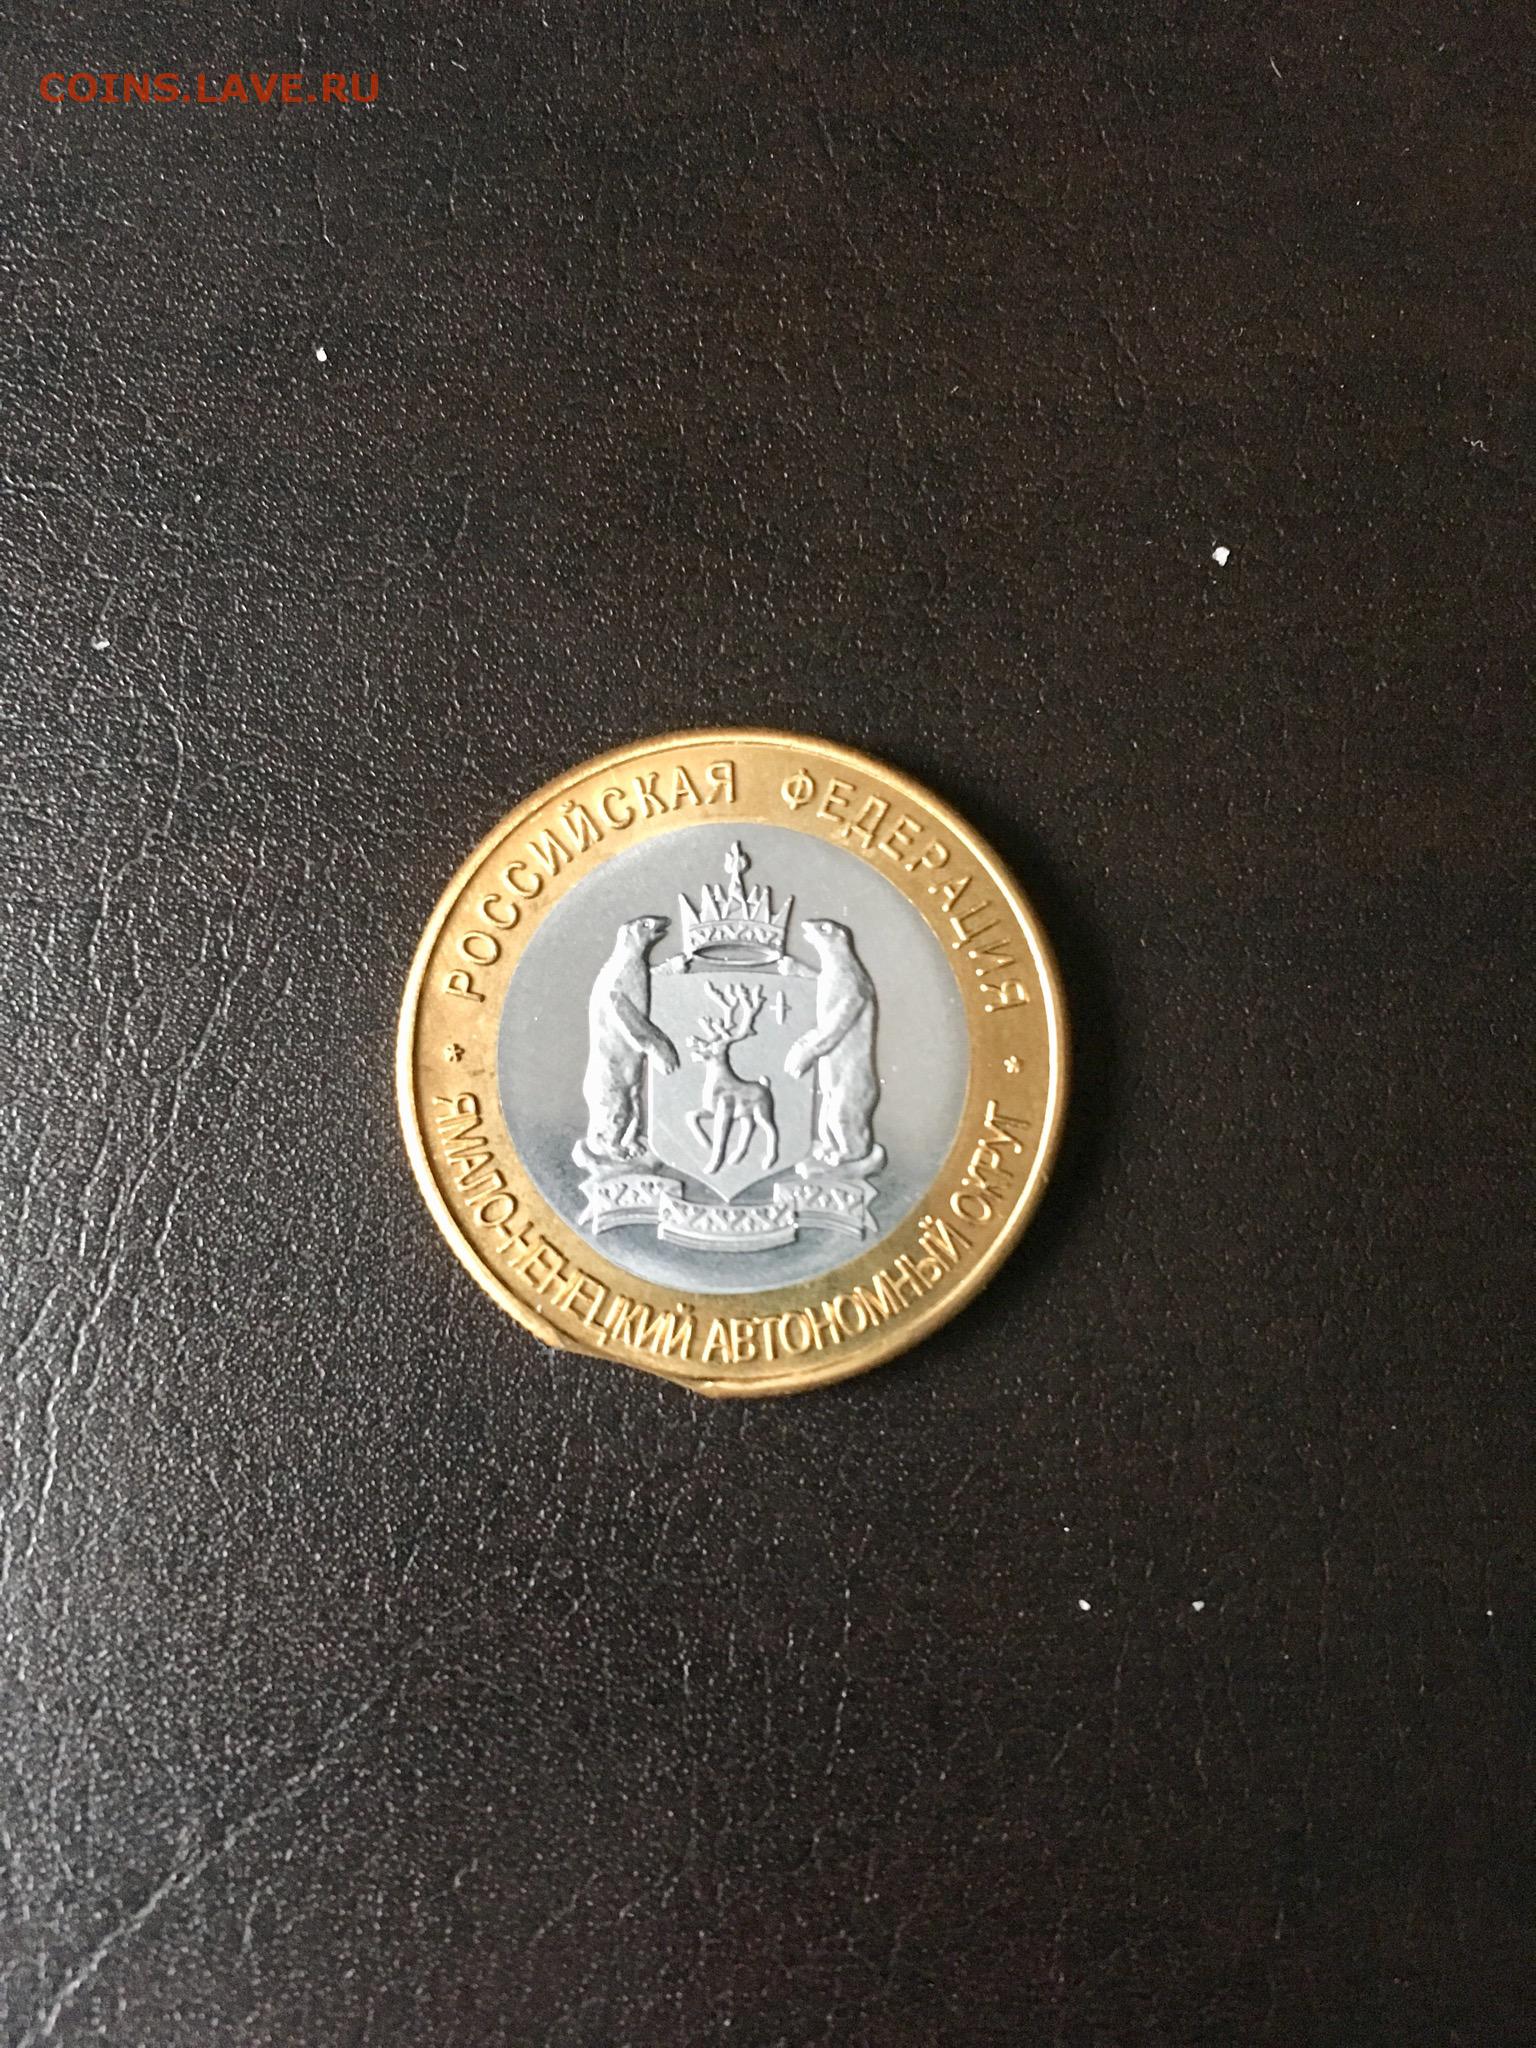 COINS.LAVE.RU
РОССИЙСКАЯ ФЕДЕРАЦИЯ
ЯМАЛО-НЕНЕЦКИЙ АВТОНОМНЫЙ ОКРУГ